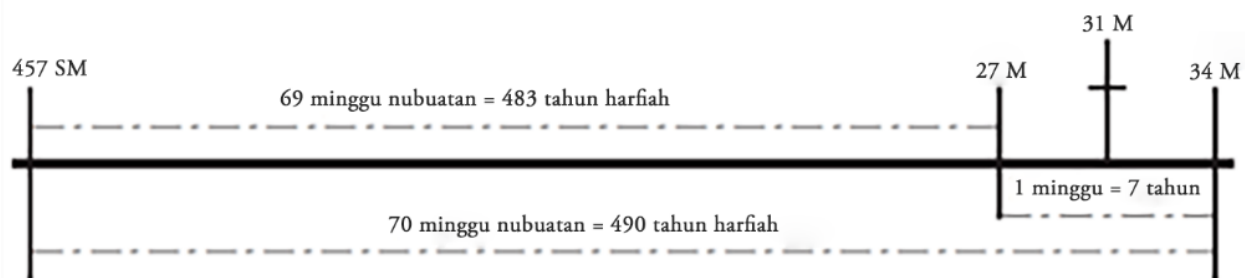 31 M
457 SM
27 M
34 M
69 minggu nubuatan = 483 tahun harfiah
1 minggu = 7 tahun
70 minggu nubuatan = 490 tahun harfiah